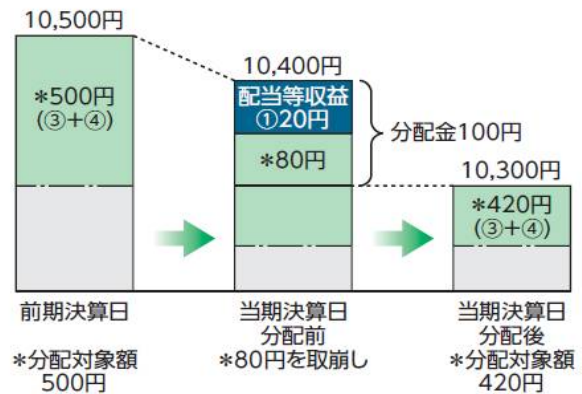 10,500円
*500円
(③+④)
10,400円
配当等収益
①20円
*80円
分配金100円
10,300円
*420円
(③+④)
前期決算日
*分配対象額
500円
当期決算日
分配前
*80円を取崩し
当期決算日
分配後
*分配対象額
420円